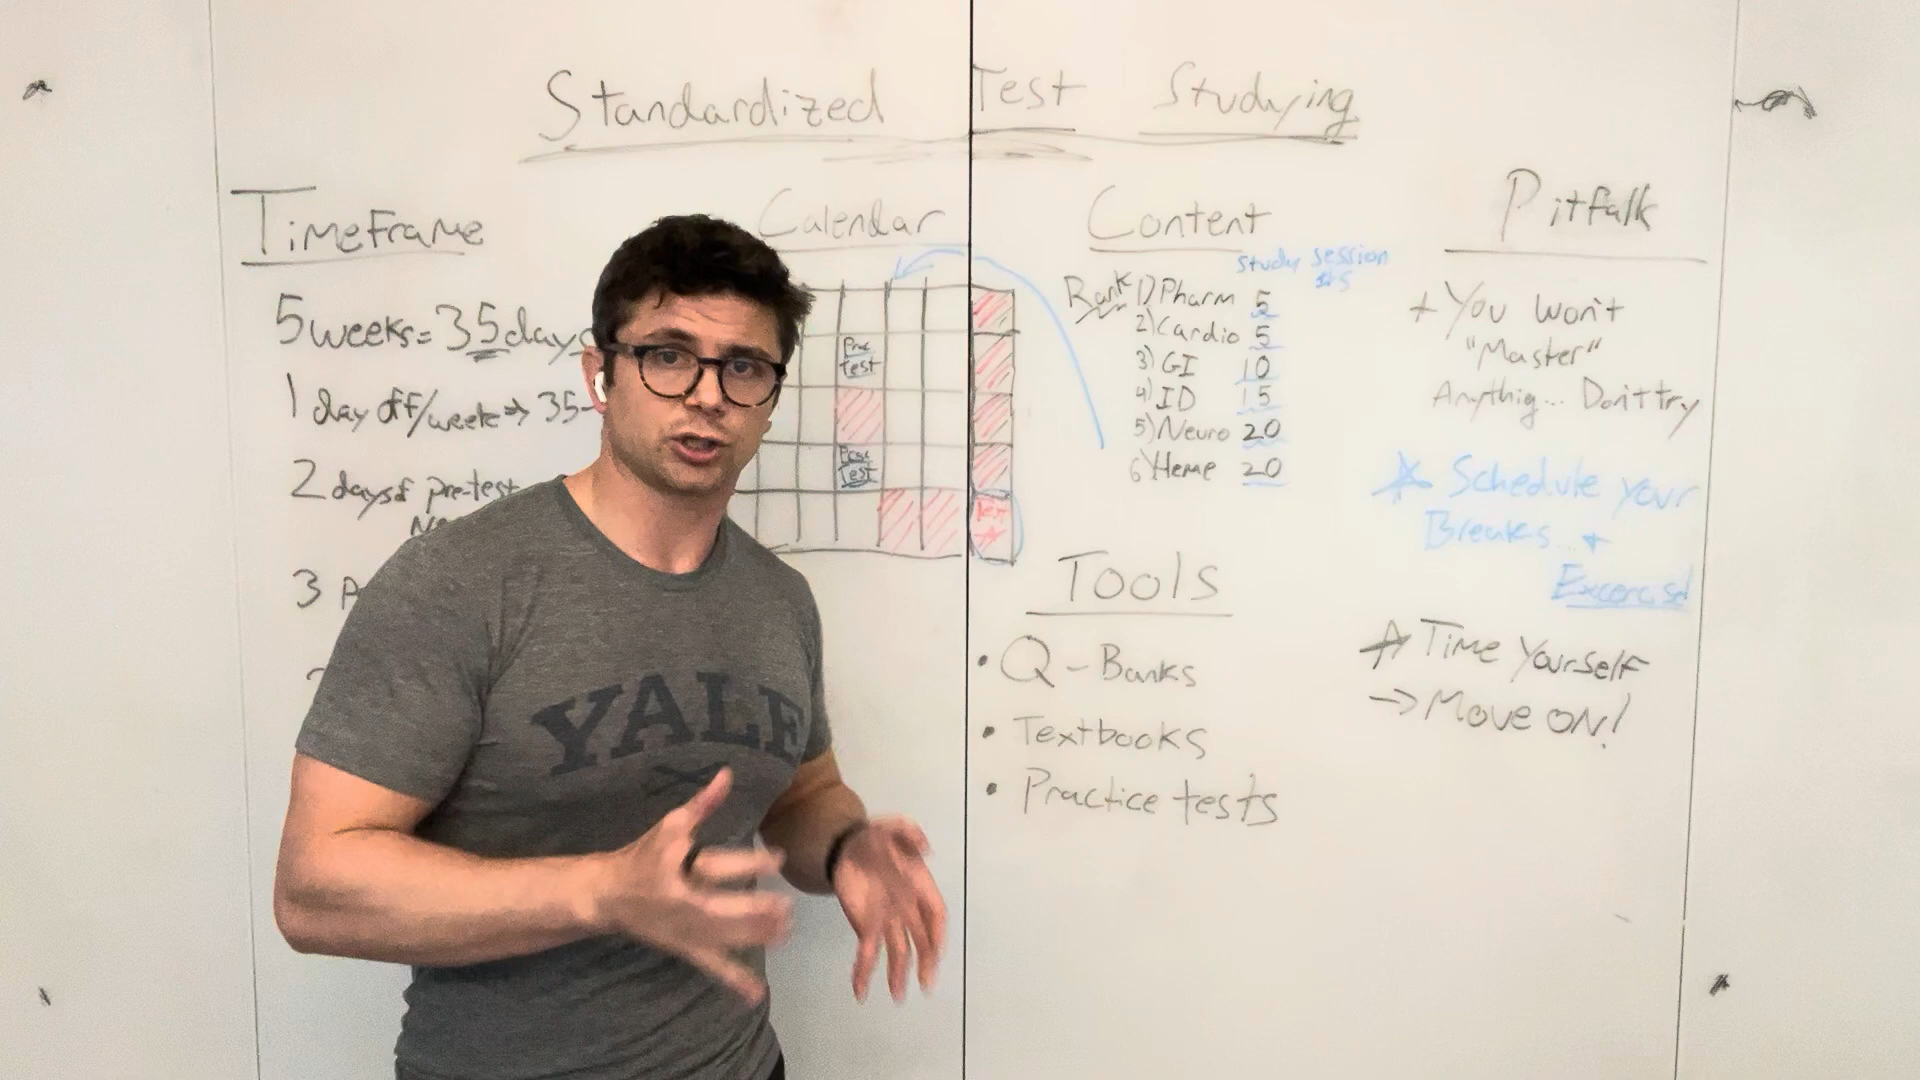 Standardized Test Studying
TimeFrame
5 weeks = 35 days
1 day off/week → 35-
2 days of pre-test
3
Calendar
Prac
Test
Prac
Test
Test
Content
study session
#s
Rank 1) Pharm 5
2) Cardio 5
3) GI 10
4) ID 15
5) Neuro 20
6) Heme 20
Tools
• Q-Banks
• Textbooks
• Practice tests
Pitfalls
+ You won't
"Master"
Anything... Don't try
Schedule your
Breaks +
Time Yourself
→ Move ON!
YALE